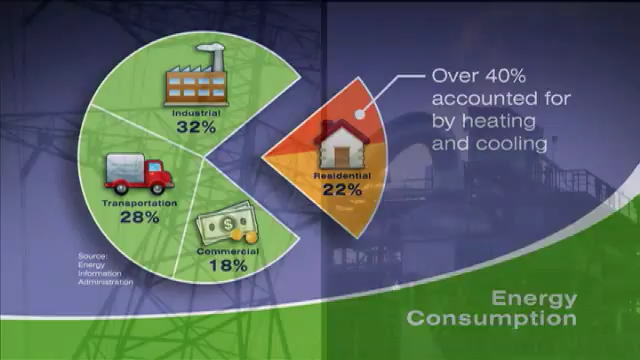 Industrial
32%
Transportation
28%
Commercial
18%
Residential
22%
Over 40%
accounted for
by heating
and cooling
Source:
Energy
Information
Administration
Energy
Consumption
$